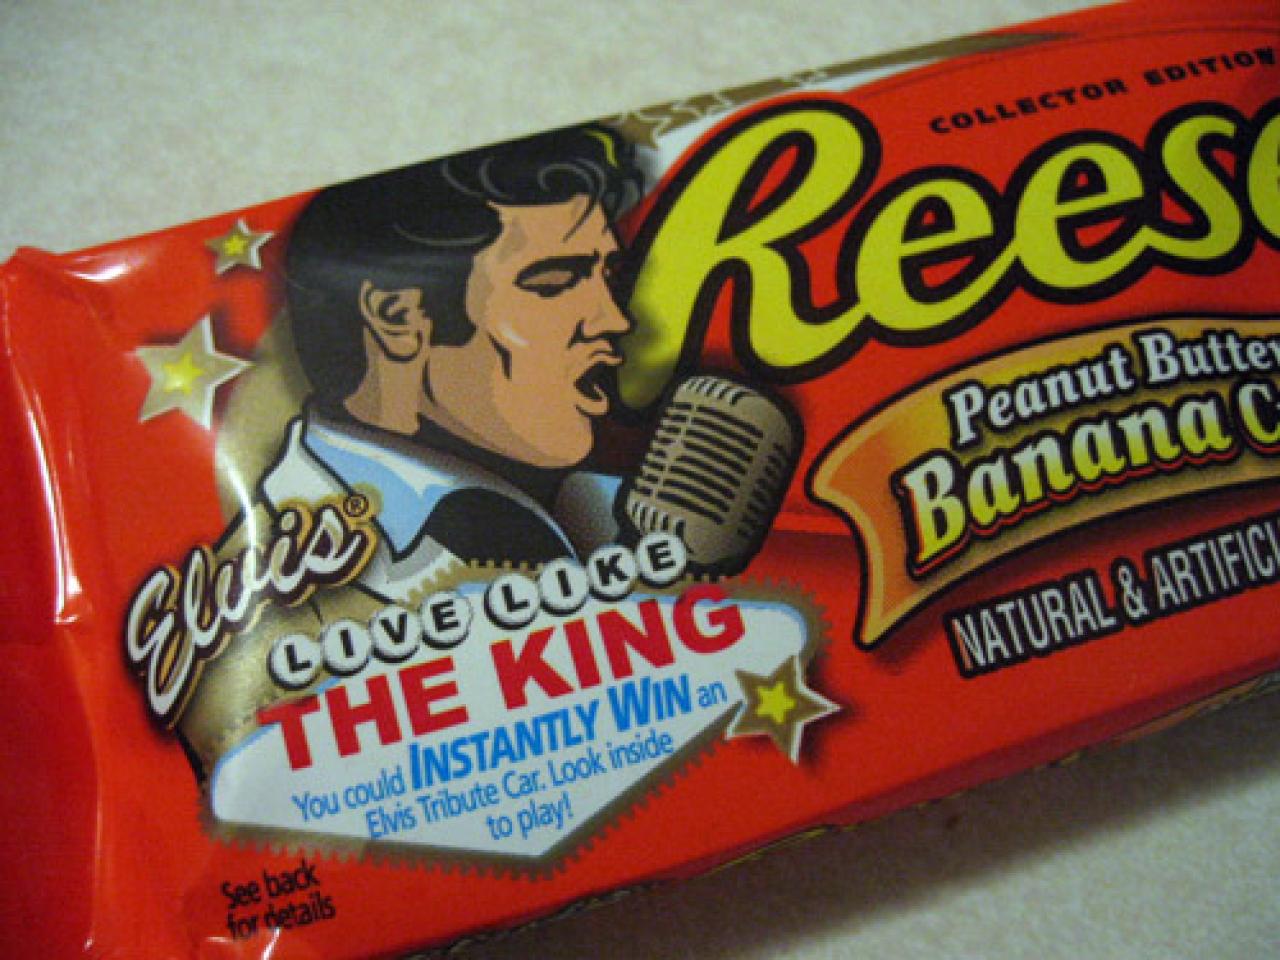 COLLECTOR EDITION
Reese
Peanut Butter
Banana C
NATURAL & ARTIFICI
Elvis®
LIVE LIKE
THE KING
You could INSTANTLY WIN an
Elvis Tribute Car. Look inside
to play!
See back
for details